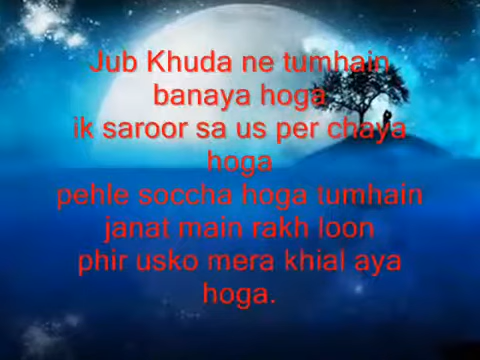 Jub Khuda ne tumhain
banaya hoga
ik saroor sa us per chaya
hoga
pehle soccha hoga tumhain
janat main rakh loon
phir usko mera khial aya
hoga.